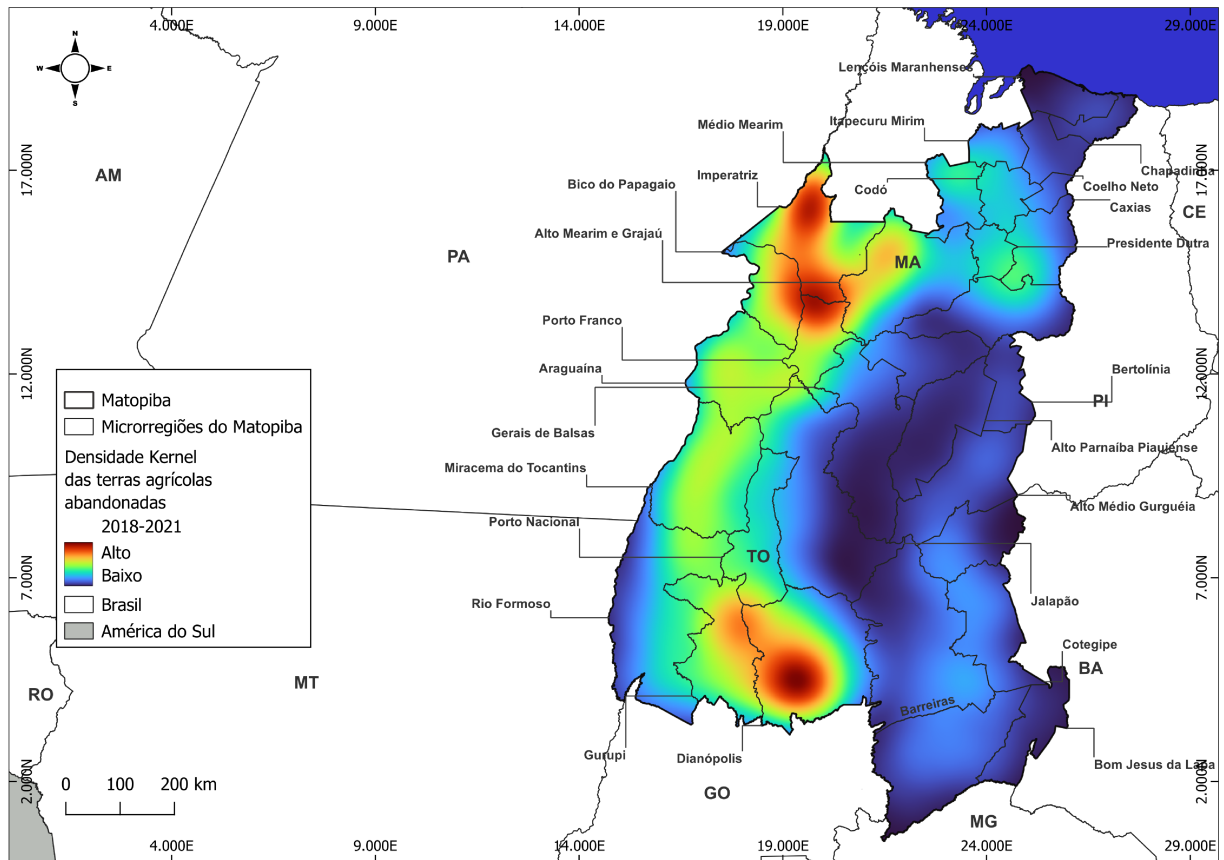 4.000E
9.000E
14.000E
19.000E
24.000E
29.000E
N
W
E
S
Lençóis Maranhenses
Médio Mearim
Itapecuru Mirim
17.000N
AM
Imperatriz
Bico do Papagaio
Codó
Chapadinha
17.000N
Coelho Neto
Caxias
CE
Alto Mearim e Grajaú
PA
MA
Presidente Dutra
Porto Franco
Araguaína
12.000N
Bertolínia
12.000N
PI
Gerais de Balsas
Alto Parnaíba Piauiense
Miracema do Tocantins
Alto Médio Gurguéia
Porto Nacional
TO
7.000N
7.000N
Rio Formoso
Jalapão
Cotegipe
BA
MT
RO
Barreiras
Gurupi
Dianópolis
Bom Jesus da Lapa
2.000N
2.000N
GO
MG
Matopiba
Microrregiões do Matopiba
Densidade Kernel
das terras agrícolas
abandonadas
2018-2021
Alto
Baixo
Brasil
América do Sul
0 100 200 km
4.000E
9.000E
14.000E
19.000E
24.000E
29.000E